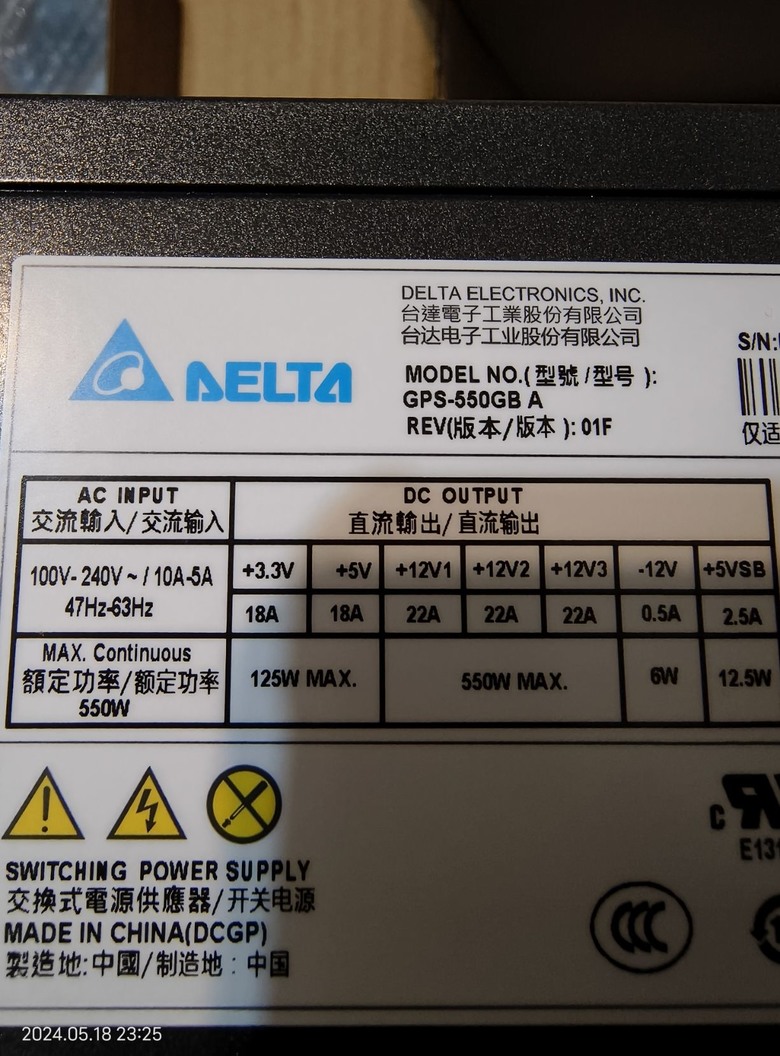 DELTA ELECTRONICS, INC.
台達電子工業股份有限公司
台达电子工业股份有限公司
DELTA
MODEL NO.(型號/型号):
GPS-550GB A
REV(版本/版本): 01F
S/N:
仅适
AC INPUT
交流輸入/交流输入
DC OUTPUT
直流輸出/直流输出
100V- 240V ~ / 10A-5A
47Hz-63Hz
+3.3V +5V +12V1 +12V2 +12V3 -12V +5VSB
18A 18A 22A 22A 22A 0.5A 2.5A
MAX. Continuous
額定功率/额定功率
550W
125W MAX. 550W MAX. 6W 12.5W
SWITCHING POWER SUPPLY
交換式電源供應器/开关电源
MADE IN CHINA(DCGP)
製造地:中國/制造地:中国
CCC
c
E131
2024.05.18 23:25